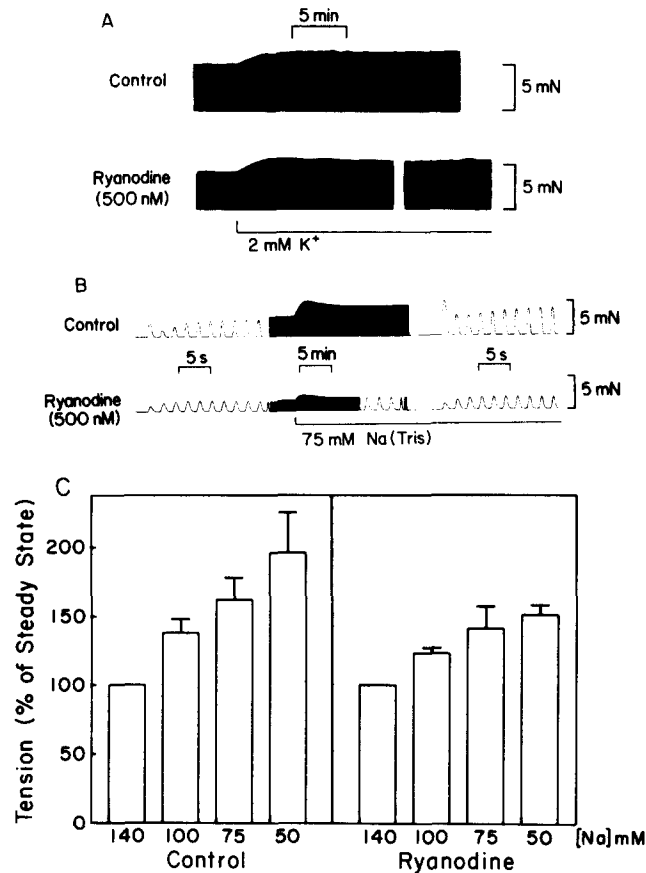 A
5 min
Control
5 mN
Ryanodine
(500 nM)
5 mN
2 mM K⁺
B
Control
5 mN
5 s
5 min
5 s
Ryanodine
(500 nM)
5 mN
75 mM Na (Tris)
C
Tension (% of Steady State)
200
150
100
50
0
140 100 75 50 140 100 75 50 [Na]mM
Control Ryanodine